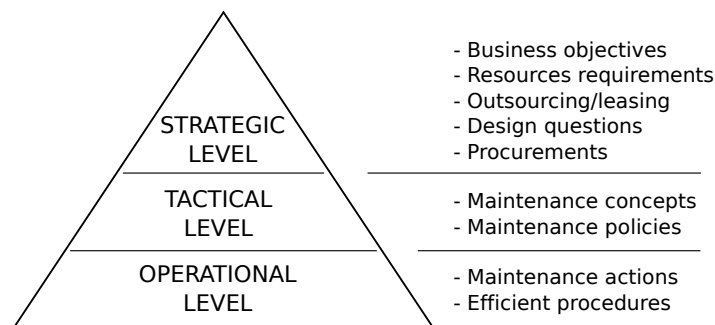 STRATEGIC
LEVEL
- Business objectives
- Resources requirements
- Outsourcing/leasing
- Design questions
- Procurements
TACTICAL
LEVEL
- Maintenance concepts
- Maintenance policies
OPERATIONAL
LEVEL
- Maintenance actions
- Efficient procedures